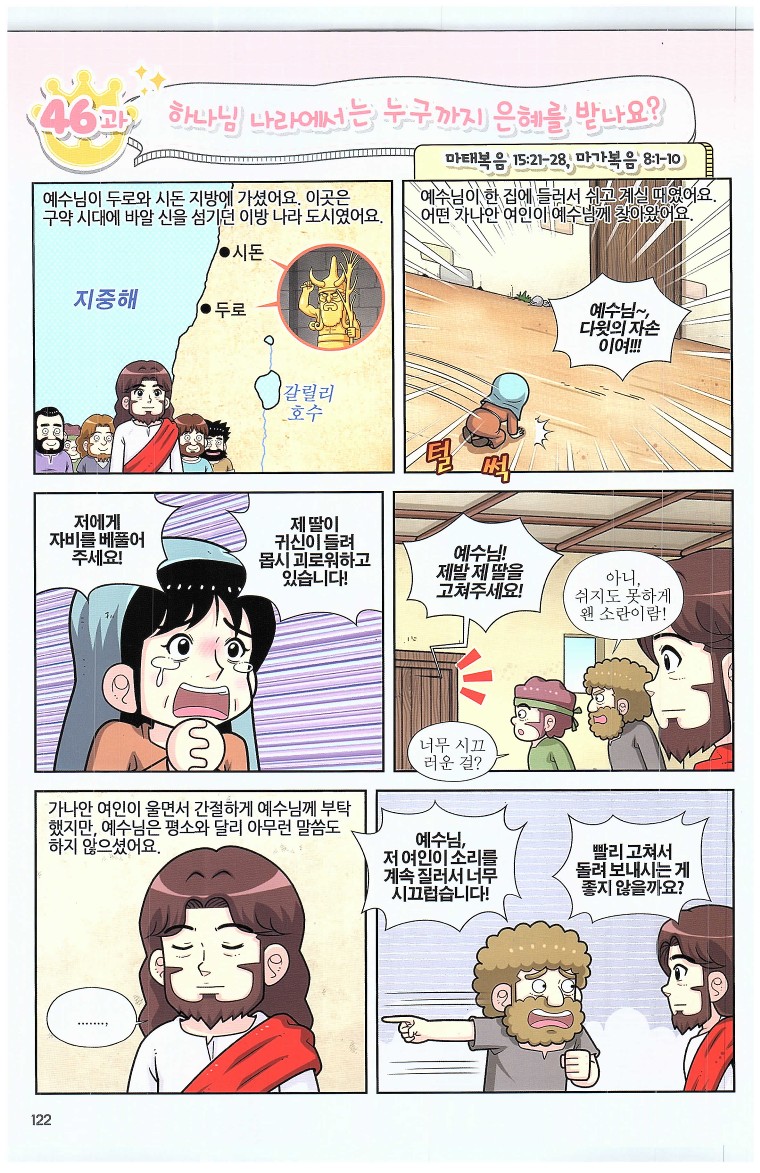 46과
하나님 나라에서는 누구까지 은혜를 받나요?
마태복음 15:21-28, 마가복음 8:1-10
예수님이 두로와 시돈 지방에 가셨어요. 이곳은
구약 시대에 바알 신을 섬기던 이방 나라 도시였어요.
시돈
지중해
두로
갈릴리
호수
예수님이 한 집에 들러서 쉬고 계실 때였어요.
어떤 가나안 여인이 예수님께 찾아왔어요.
예수님~,
다윗의 자손
이여!!!
털
썩
저에게
자비를 베풀어
주세요!
제 딸이
귀신이 들려
몹시 괴로워하고
있습니다!
예수님!
제발 제 딸을
고쳐주세요!
아니,
쉬지도 못하게
왠 소란이람!
너무 시끄
러운 걸?
가나안 여인이 울면서 간절하게 예수님께 부탁
했지만, 예수님은 평소와 달리 아무런 말씀도
하지 않으셨어요.
........,
예수님,
저 여인이 소리를
계속 질러서 너무
시끄럽습니다!
빨리 고쳐서
돌려 보내시는 게
좋지 않을까요?
122